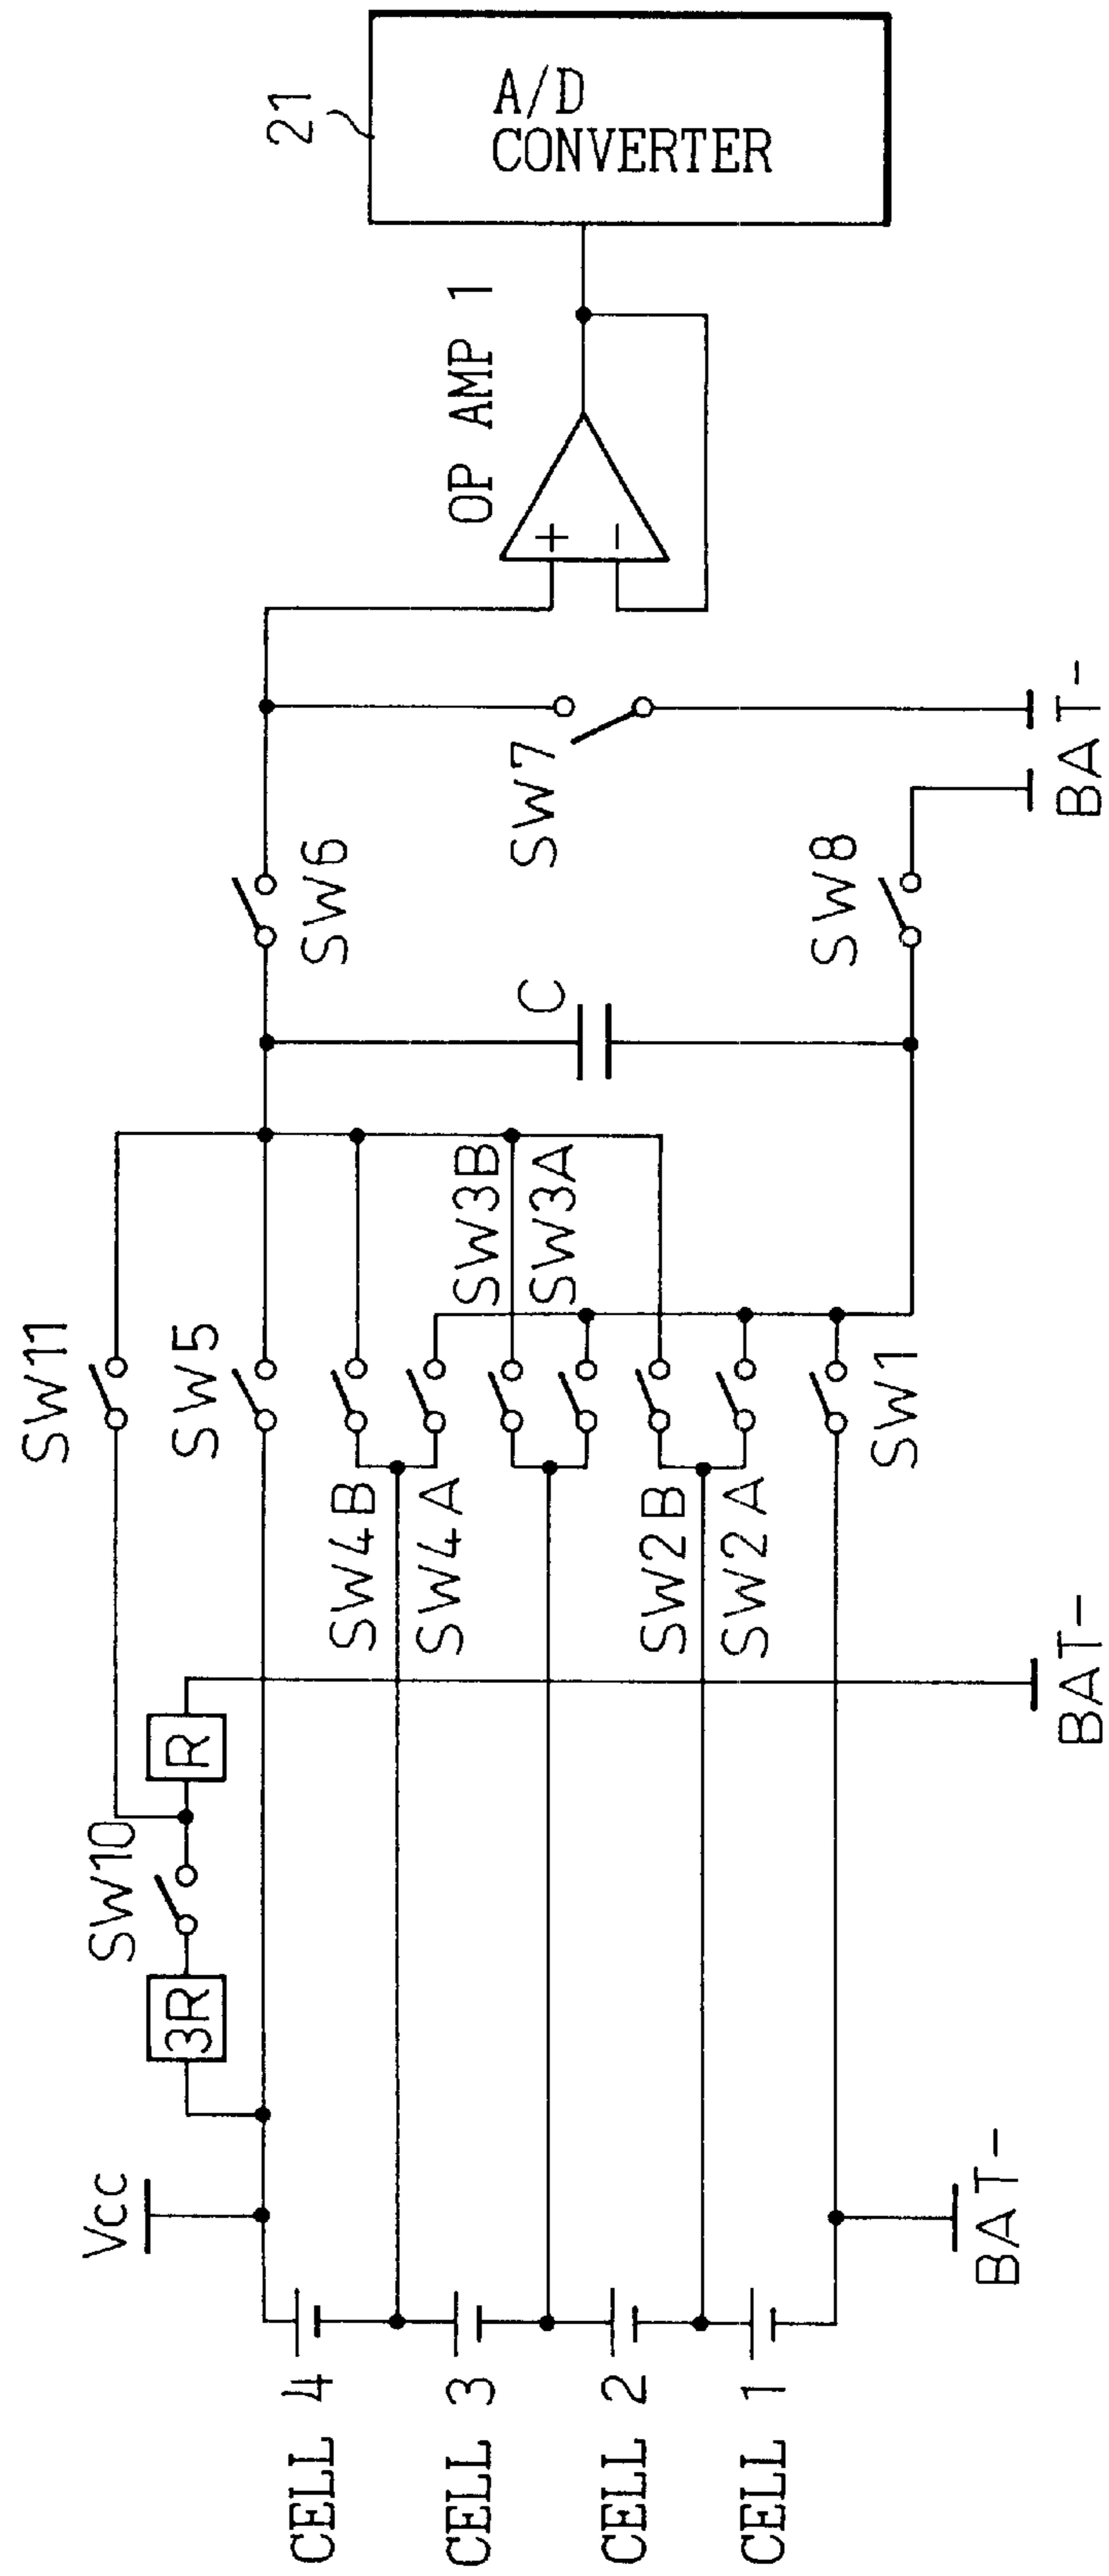 SW11
SW10
3R
R
Vcc
SW5
SW4B
SW4A
SW3B
SW3A
SW2B
SW2A
SW1
CELL 4
CELL 3
CELL 2
CELL 1
BAT-
BAT-
C
SW6
SW7
SW8
BAT-
OP AMP 1
+
-
21
A/D
CONVERTER